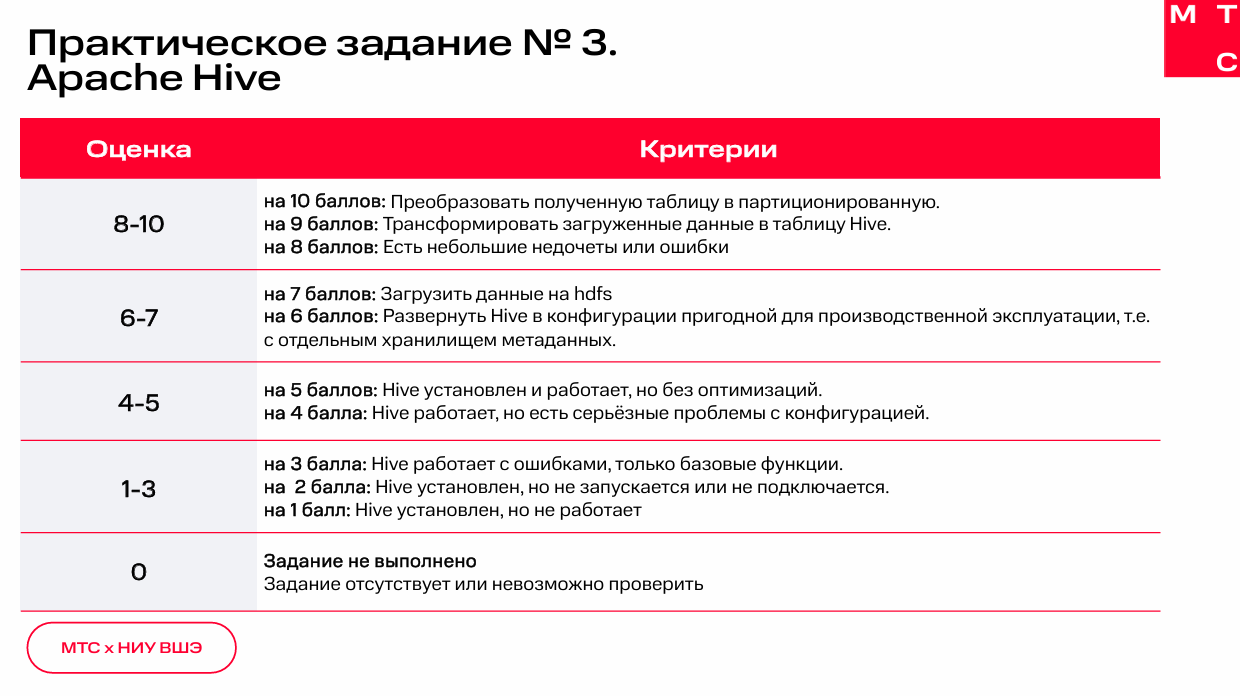 Практическое задание № 3.
Apache Hive
М Т
С
Оценка Критерии
8-10
на 10 баллов: Преобразовать полученную таблицу в партиционированную.
на 9 баллов: Трансформировать загруженные данные в таблицу Hive.
на 8 баллов: Есть небольшие недочеты или ошибки
6-7
на 7 баллов: Загрузить данные на hdfs
на 6 баллов: Развернуть Hive в конфигурации пригодной для производственной эксплуатации, т.е.
с отдельным хранилищем метаданных.
4-5
на 5 баллов: Hive установлен и работает, но без оптимизаций.
на 4 балла: Hive работает, но есть серьёзные проблемы с конфигурацией.
1-3
на 3 балла: Hive работает с ошибками, только базовые функции.
на 2 балла: Hive установлен, но не запускается или не подключается.
на 1 балл: Hive установлен, но не работает
0
Задание не выполнено
Задание отсутствует или невозможно проверить
МТС x НИУ ВШЭ